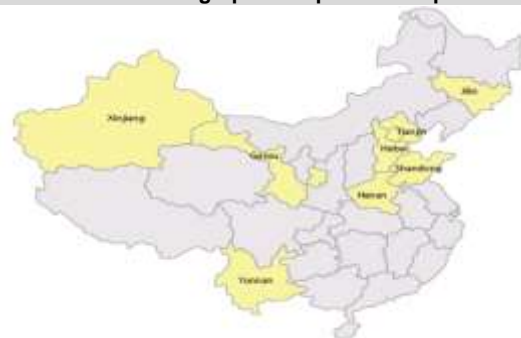 Xinjiang
Jilin
Tianjin
Gansu
Hebei
Shandong
Henan
Yunnan